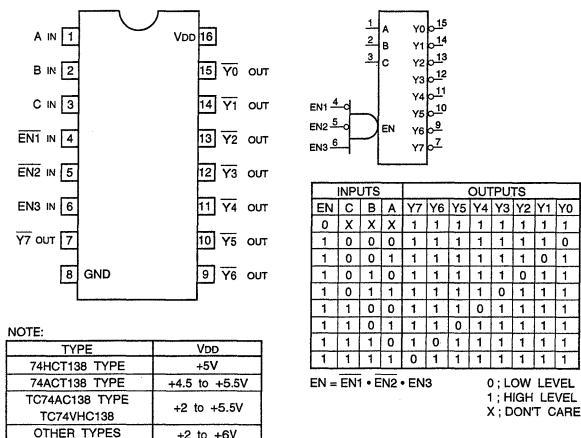 A IN 1
VDD 16
B IN 2
15 Y0 OUT
C IN 3
14 Y1 OUT
EN1 IN 4
13 Y2 OUT
EN2 IN 5
12 Y3 OUT
EN3 IN 6
11 Y4 OUT
Y7 OUT 7
10 Y5 OUT
8 GND
9 Y6 OUT
1 A Y0 15
2 B Y1 14
3 C Y2 13
Y3 12
Y4 11
EN1 4 Y5 10
EN2 5 EN Y6 9
EN3 6 Y7 7
INPUTS OUTPUTS
EN C B A Y7 Y6 Y5 Y4 Y3 Y2 Y1 Y0
0 X X X 1 1 1 1 1 1 1 1
1 0 0 0 1 1 1 1 1 1 1 0
1 0 0 1 1 1 1 1 1 1 0 1
1 0 1 0 1 1 1 1 1 0 1 1
1 0 1 1 1 1 1 1 0 1 1 1
1 1 0 0 1 1 1 0 1 1 1 1
1 1 0 1 1 1 0 1 1 1 1 1
1 1 1 0 1 0 1 1 1 1 1 1
1 1 1 1 0 1 1 1 1 1 1 1
EN = EN1 • EN2 • EN3
0 ; LOW LEVEL
1 ; HIGH LEVEL
X ; DON'T CARE
NOTE:
TYPE VDD
74HCT138 TYPE +5V
74ACT138 TYPE +4.5 to +5.5V
TC74AC138 TYPE
TC74VHC138
+2 to +5.5V
OTHER TYPES +2 to +6V